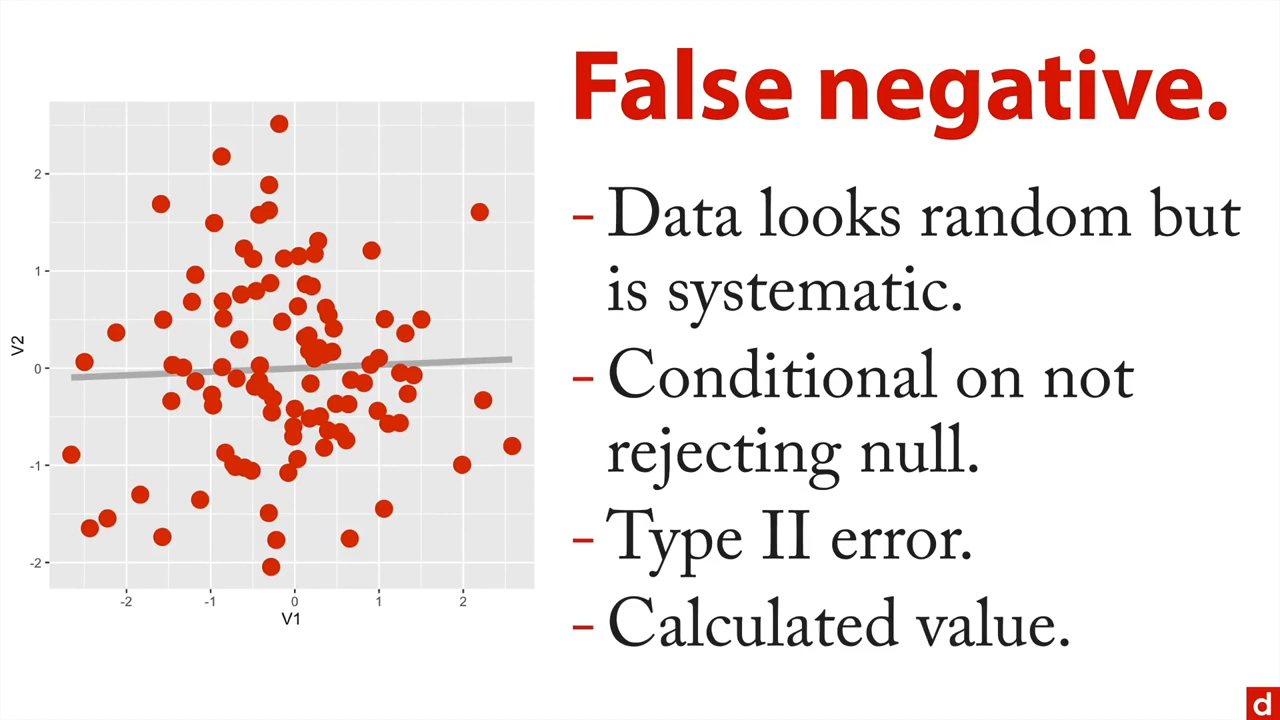 False negative.
– Data looks random but
is systematic.
– Conditional on not
rejecting null.
– Type II error.
– Calculated value.
V2
2
1
0
-1
-2
-2 -1 0 1 2
V1
d